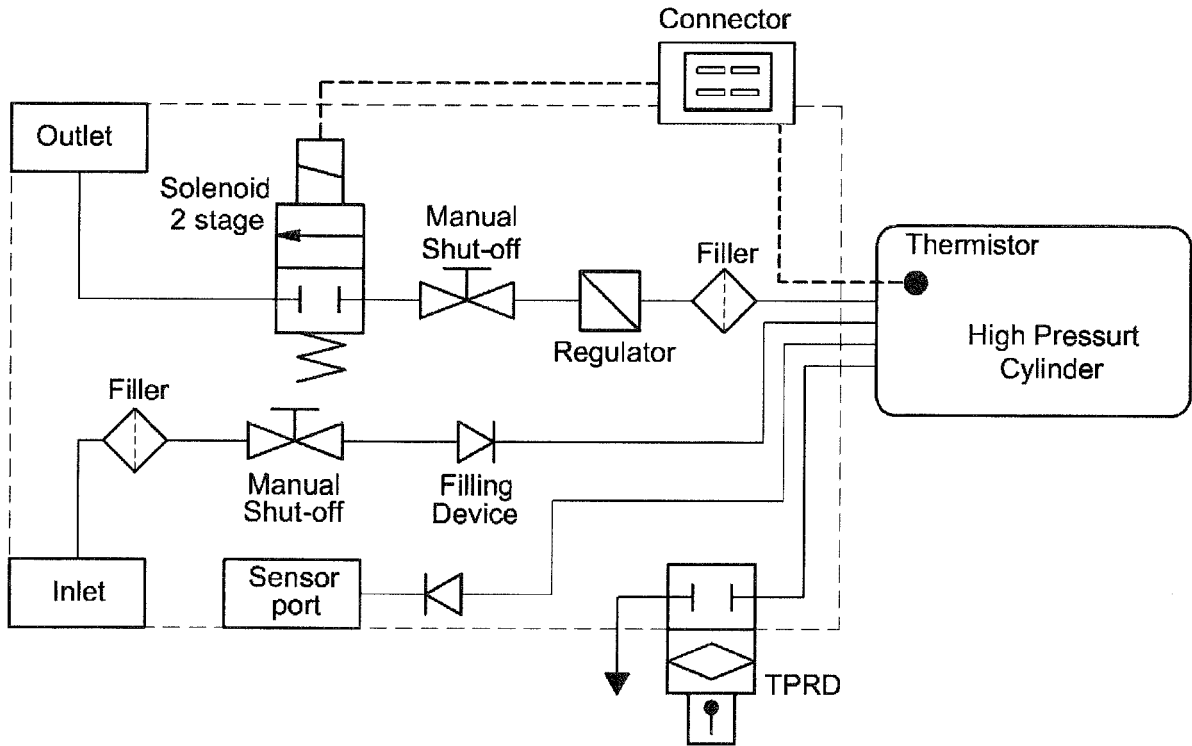 Connector
Outlet
Solenoid
2 stage
Manual
Shut-off
Filler
Thermistor
Regulator
High Pressurt
Cylinder
Filler
Manual
Shut-off
Filling
Device
Inlet
Sensor
port
TPRD